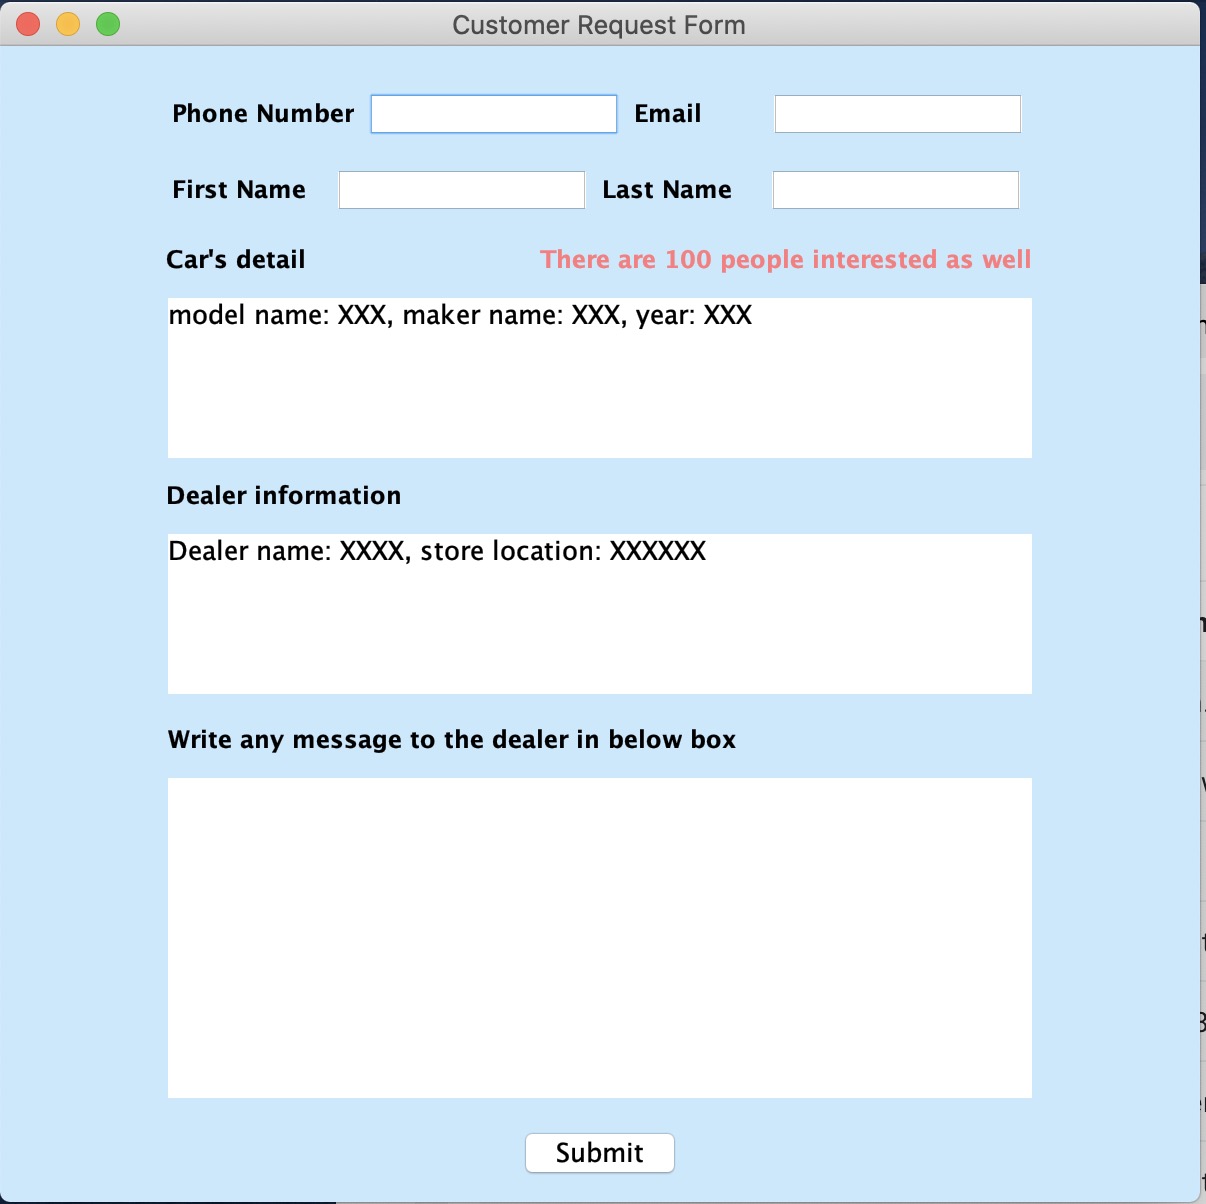 Customer Request Form
Phone Number Email
First Name Last Name
Car's detail There are 100 people interested as well
model name: XXX, maker name: XXX, year: XXX
Dealer information
Dealer name: XXXX, store location: XXXXXX
Write any message to the dealer in below box
Submit